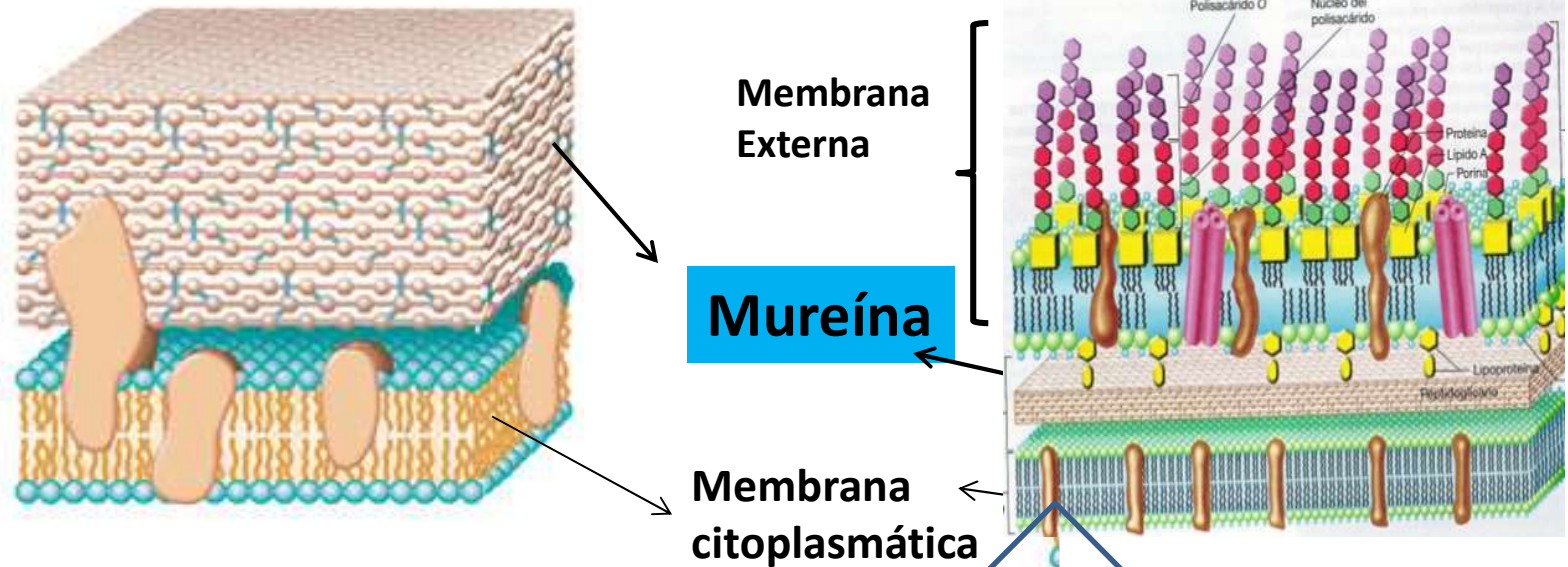 Polisacárido O
Núcleo del
polisacárido
Membrana
Externa
Proteína
Lípido A
Porina
Mureína
Lipoproteína
Peptidoglicano
Membrana
citoplasmática